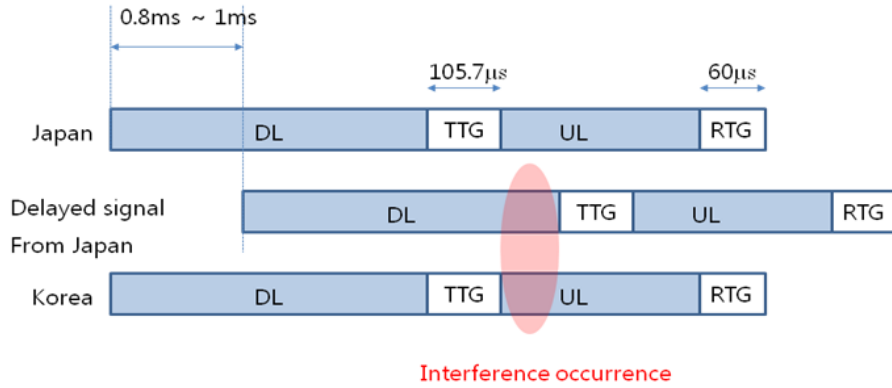 0.8ms ~ 1ms
105.7μs
60μs
Japan
DL
TTG
UL
RTG
Delayed signal
From Japan
DL
TTG
UL
RTG
Korea
DL
TTG
UL
RTG
Interference occurrence